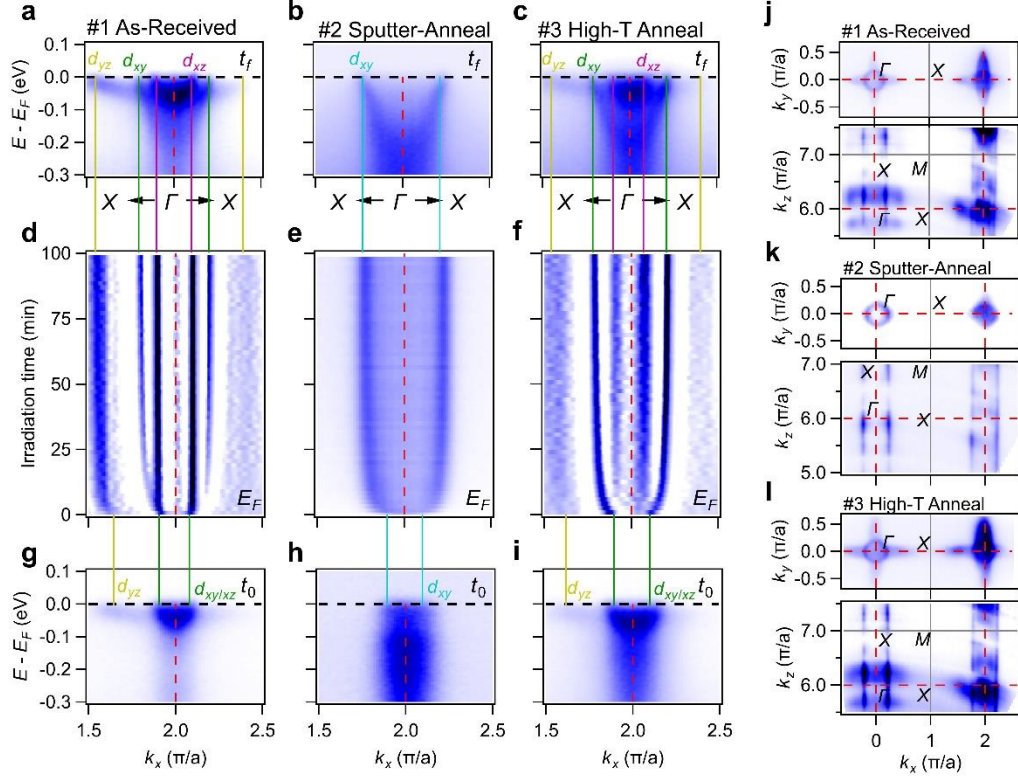 a
#1 As-Received
b
#2 Sputter-Anneal
c
#3 High-T Anneal
E - E_F (eV)
0.1
0.0
-0.1
-0.2
-0.3
d_yz
d_xy
d_xz
t_f
d_xy
t_f
d_xy
d_xz
t_f
X ← Γ → X
X ← Γ → X
X ← Γ → X
d
e
f
Irradiation time (min)
100
75
50
25
0
E_F
E_F
E_F
g
h
i
E - E_F (eV)
0.1
0.0
-0.1
-0.2
-0.3
d_yz
d_xy/xz
t_0
d_xy
t_0
d_yz
d_xy/xz
t_0
1.5
2.0
2.5
k_x (π/a)
1.5
2.0
2.5
k_x (π/a)
1.5
2.0
2.5
k_x (π/a)
j
#1 As-Received
k_y (π/a)
0.5
0.0
-0.5
Γ
X
k_z (π/a)
7.0
6.0
X
M
Γ
X
k
#2 Sputter-Anneal
k_y (π/a)
0.5
0.0
-0.5
Γ
X
k_z (π/a)
7.0
6.0
5.0
X
M
Γ
X
l
#3 High-T Anneal
k_y (π/a)
0.5
0.0
-0.5
Γ
X
k_z (π/a)
7.0
6.0
X
M
Γ
X
0
1
2
k_x (π/a)